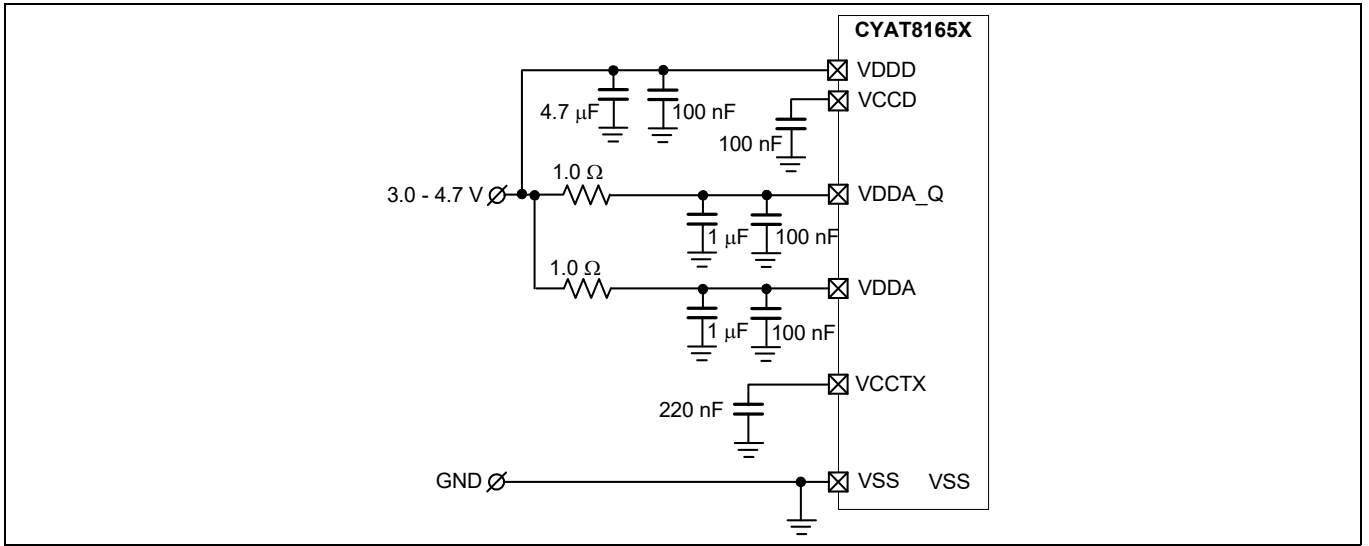 CYAT8165X
VDDD
VCCD
4.7 μF
100 nF
100 nF
1.0 Ω
3.0 - 4.7 V
VDDA_Q
1 μF
100 nF
1.0 Ω
VDDA
1 μF
100 nF
VCCTX
220 nF
GND
VSS VSS